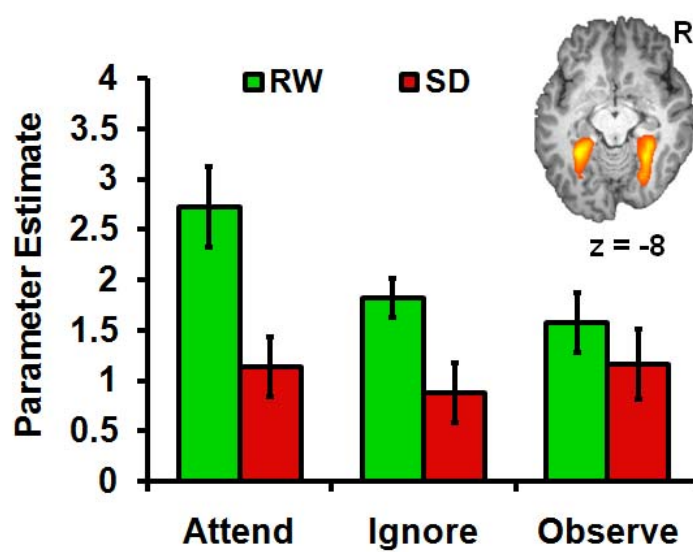 R
RW SD
z = -8
Parameter Estimate
4
3.5
3
2.5
2
1.5
1
0.5
0
Attend Ignore Observe